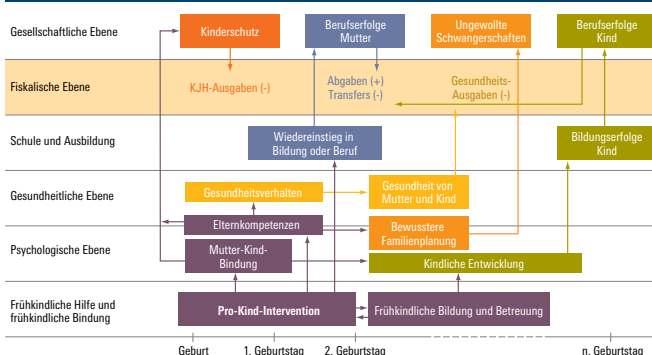 Gesellschaftliche Ebene
Kinderschutz
Berufserfolge
Mutter
Ungewollte
Schwangerschaften
Berufserfolge
Kind
Fiskalische Ebene
KJH-Ausgaben (-)
Abgaben (+)
Transfers (-)
Gesundheits-
Ausgaben (-)
Schule und Ausbildung
Wiedereinstieg in
Bildung oder Beruf
Bildungserfolge
Kind
Gesundheitliche Ebene
Gesundheitsverhalten
Gesundheit von
Mutter und Kind
Elternkompetenzen
Bewusstere
Familienplanung
Psychologische Ebene
Mutter-Kind-
Bindung
Kindliche Entwicklung
Frühkindliche Hilfe und
frühkindliche Bindung
Pro-Kind-Intervention
Frühkindliche Bildung und Betreuung
Geburt
1. Geburtstag
2. Geburtstag
n. Geburtstag